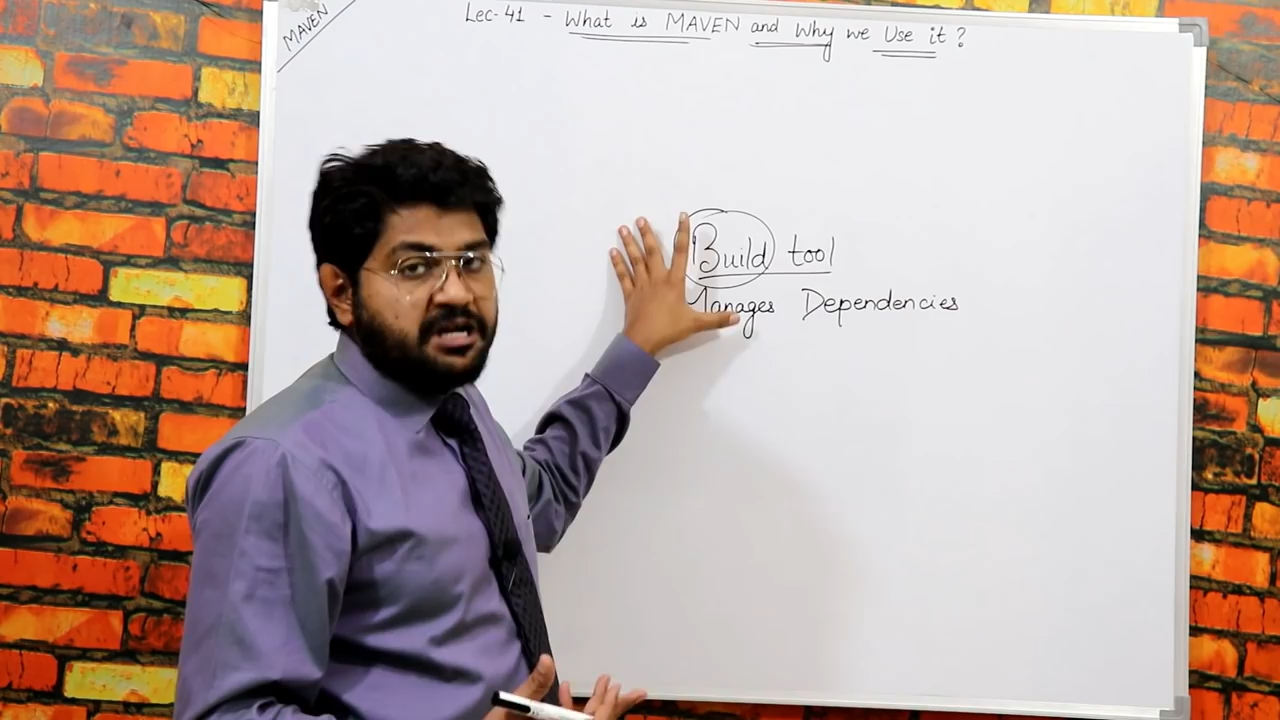 MAVEN
Lec-41 - What is MAVEN and Why we Use it?
Build tool
Manages Dependencies